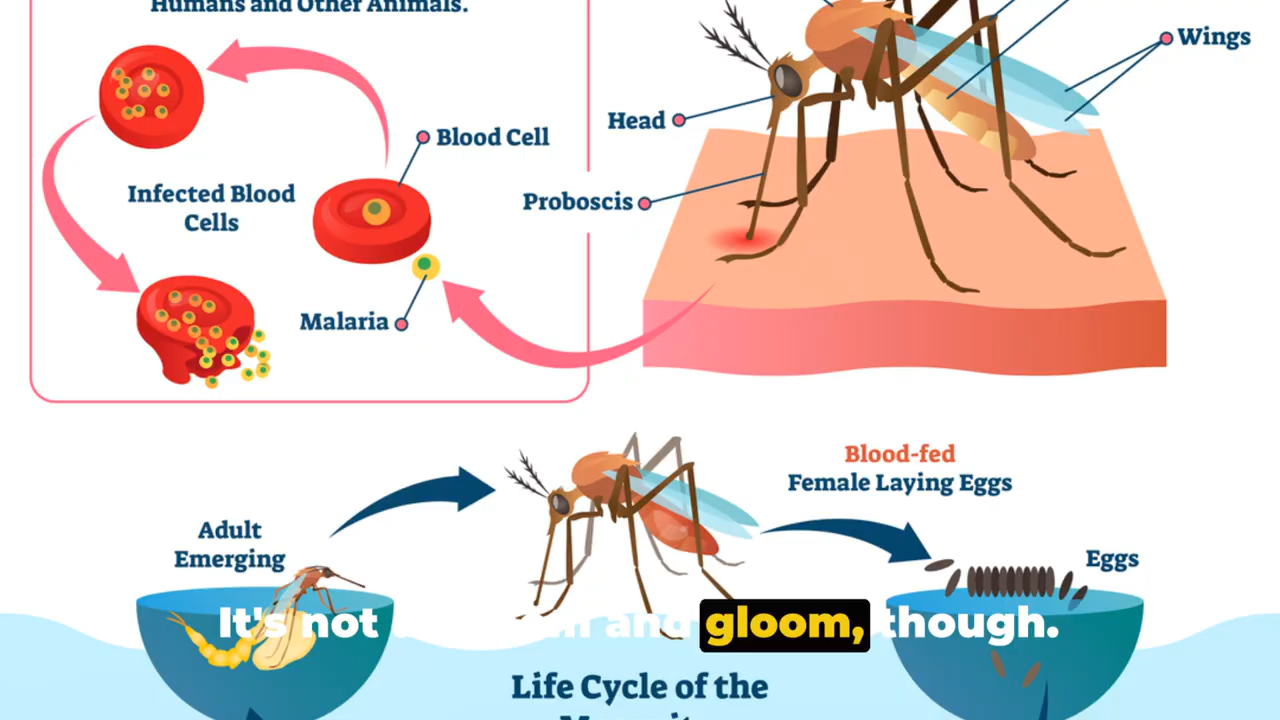 Humans and Other Animals.
Wings
Head
Blood Cell
Infected Blood
Cells
Proboscis
Malaria
Blood-fed
Female Laying Eggs
Adult
Emerging
Eggs
It's not and gloom, though.
Life Cycle of the